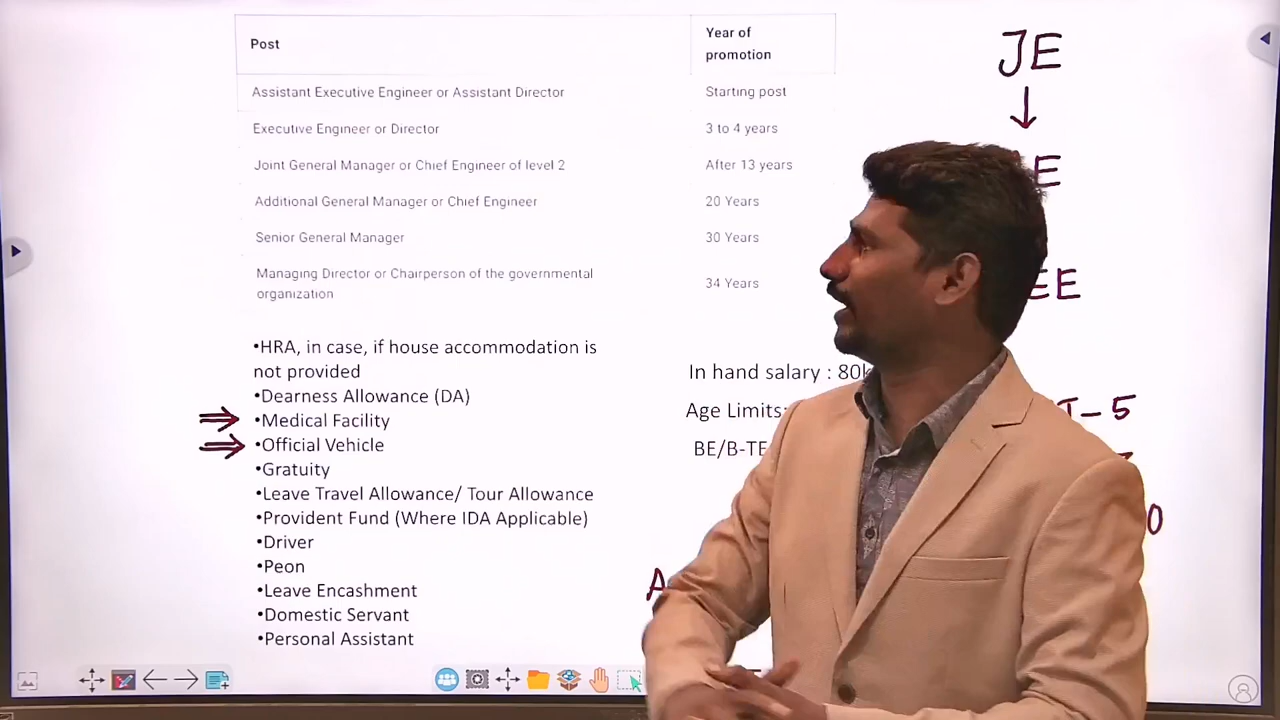 Post
Year of
promotion
Assistant Executive Engineer or Assistant Director
Starting post
Executive Engineer or Director
3 to 4 years
Joint General Manager or Chief Engineer of level 2
After 13 years
Additional General Manager or Chief Engineer
20 Years
Senior General Manager
30 Years
Managing Director or Chairperson of the governmental
organization
34 Years
•HRA, in case, if house accommodation is
not provided
•Dearness Allowance (DA)
•Medical Facility
•Official Vehicle
•Gratuity
•Leave Travel Allowance/ Tour Allowance
•Provident Fund (Where IDA Applicable)
•Driver
•Peon
•Leave Encashment
•Domestic Servant
•Personal Assistant
In hand salary : 80k
Age Limits:
BE/B-TE
JE
E
EE
- 5
0
A